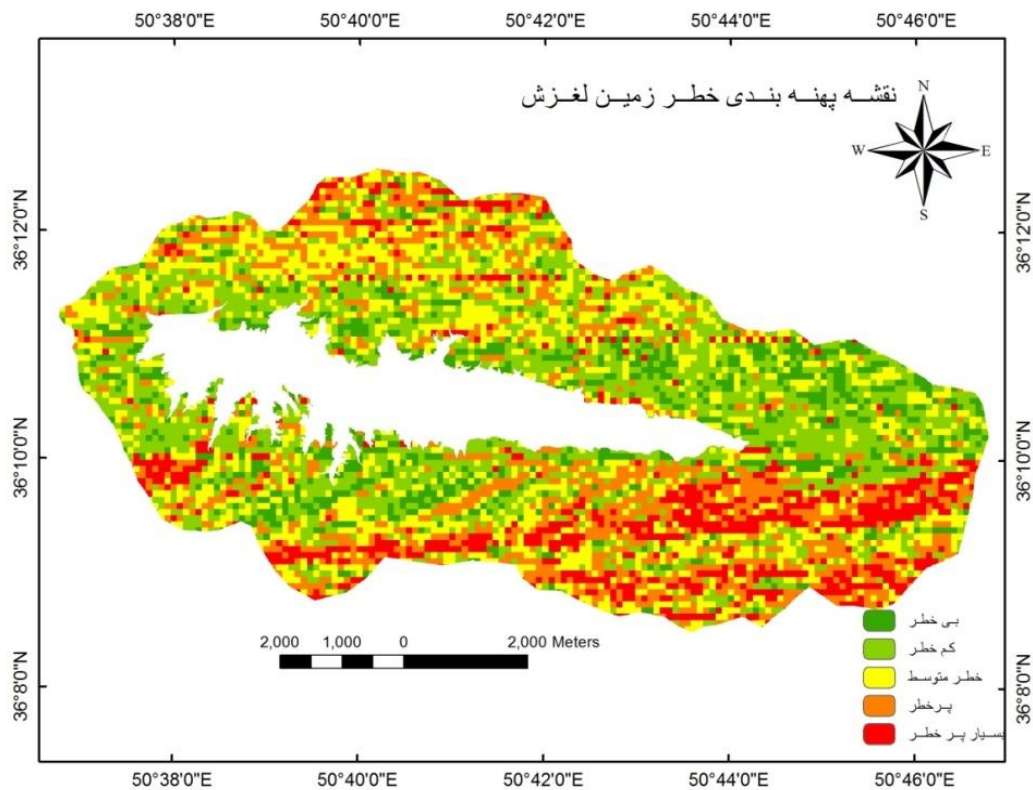 50°38'0"E 50°40'0"E 50°42'0"E 50°44'0"E 50°46'0"E
نقشه پهنه بندی خطر زمین لغزش
N
W E
S
36°12'0"N 36°12'0"N
36°10'0"N 36°10'0"N
36°8'0"N 36°8'0"N
2,000 1,000 0 2,000 Meters
بی خطر
کم خطر
خطر متوسط
پرخطر
بسیار پر خطر
50°38'0"E 50°40'0"E 50°42'0"E 50°44'0"E 50°46'0"E